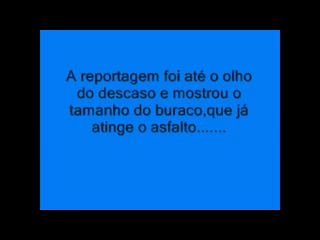 A reportagem foi até o olho
do descaso e mostrou o
tamanho do buraco,que já
atinge o asfalto.......